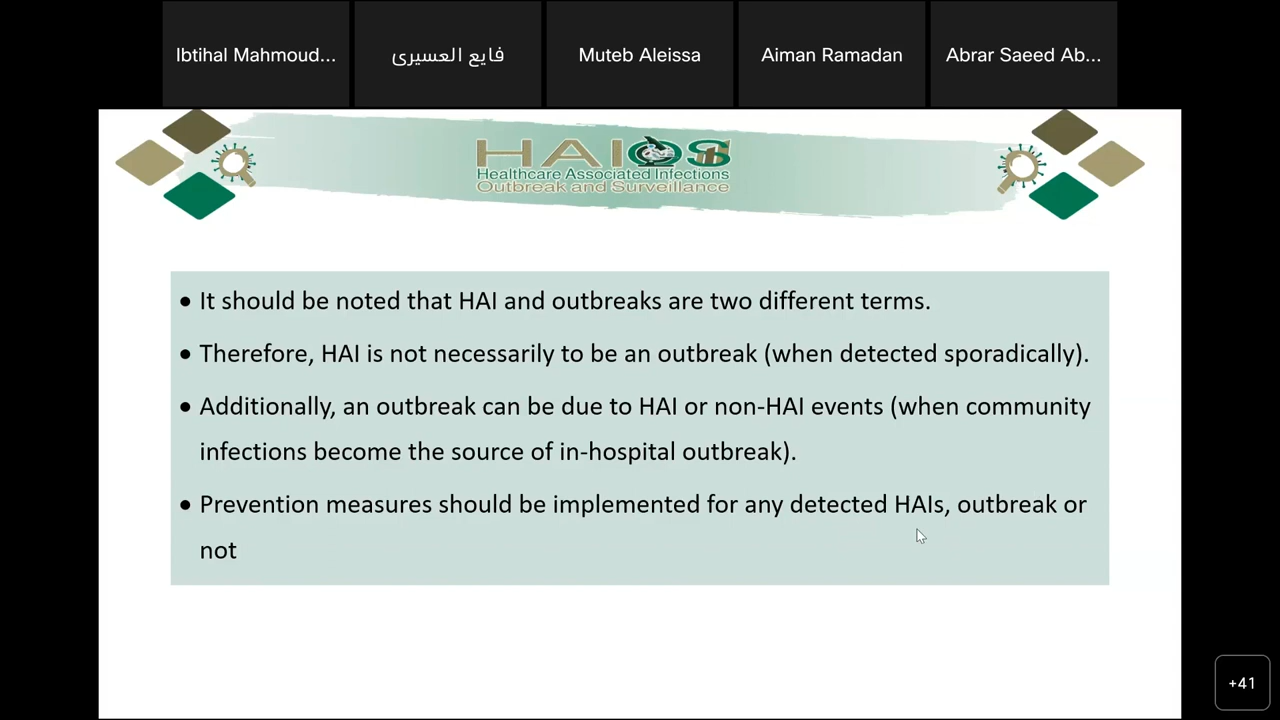 Ibtihal Mahmoud...
فايع العسيرى
Muteb Aleissa
Aiman Ramadan
Abrar Saeed Ab...
HAIOS
Healthcare Associated Infections
Outbreak and Surveillance
• It should be noted that HAI and outbreaks are two different terms.
• Therefore, HAI is not necessarily to be an outbreak (when detected sporadically).
• Additionally, an outbreak can be due to HAI or non-HAI events (when community
infections become the source of in-hospital outbreak).
• Prevention measures should be implemented for any detected HAIs, outbreak or
not
+41